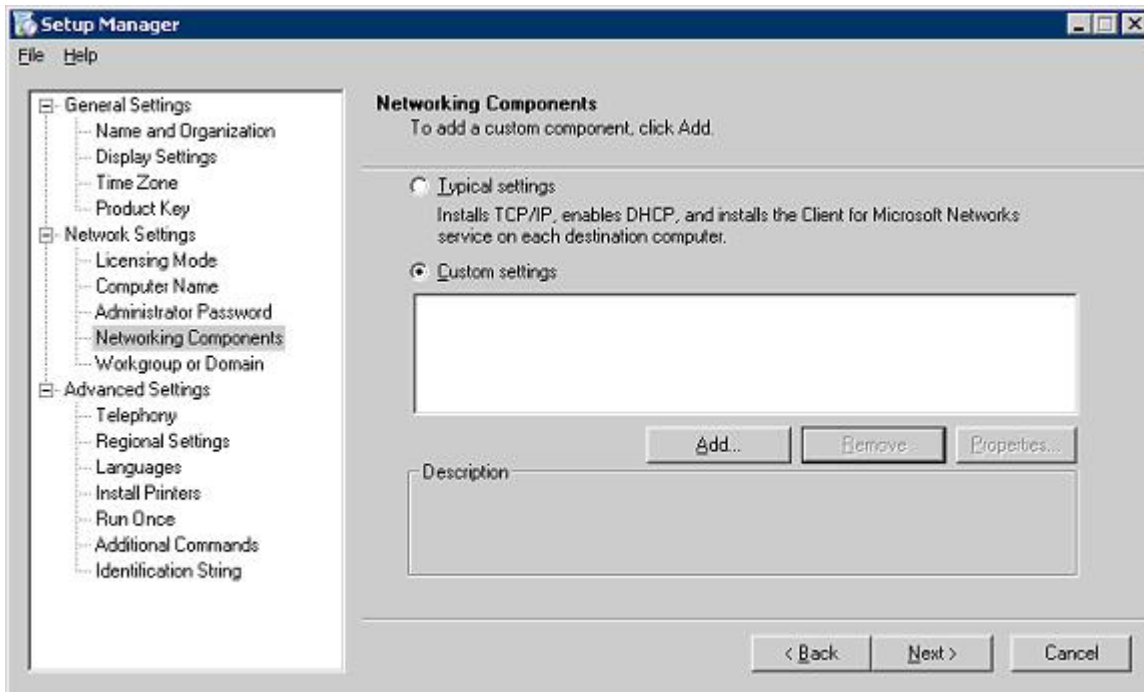 Setup Manager
File Help
General Settings
Name and Organization
Display Settings
Time Zone
Product Key
Network Settings
Licensing Mode
Computer Name
Administrator Password
Networking Components
Workgroup or Domain
Advanced Settings
Telephony
Regional Settings
Languages
Install Printers
Run Once
Additional Commands
Identification String
Networking Components
To add a custom component, click Add.
Typical settings
Installs TCP/IP, enables DHCP, and installs the Client for Microsoft Networks
service on each destination computer.
Custom settings
Add... Remove Properties...
Description
< Back Next > Cancel